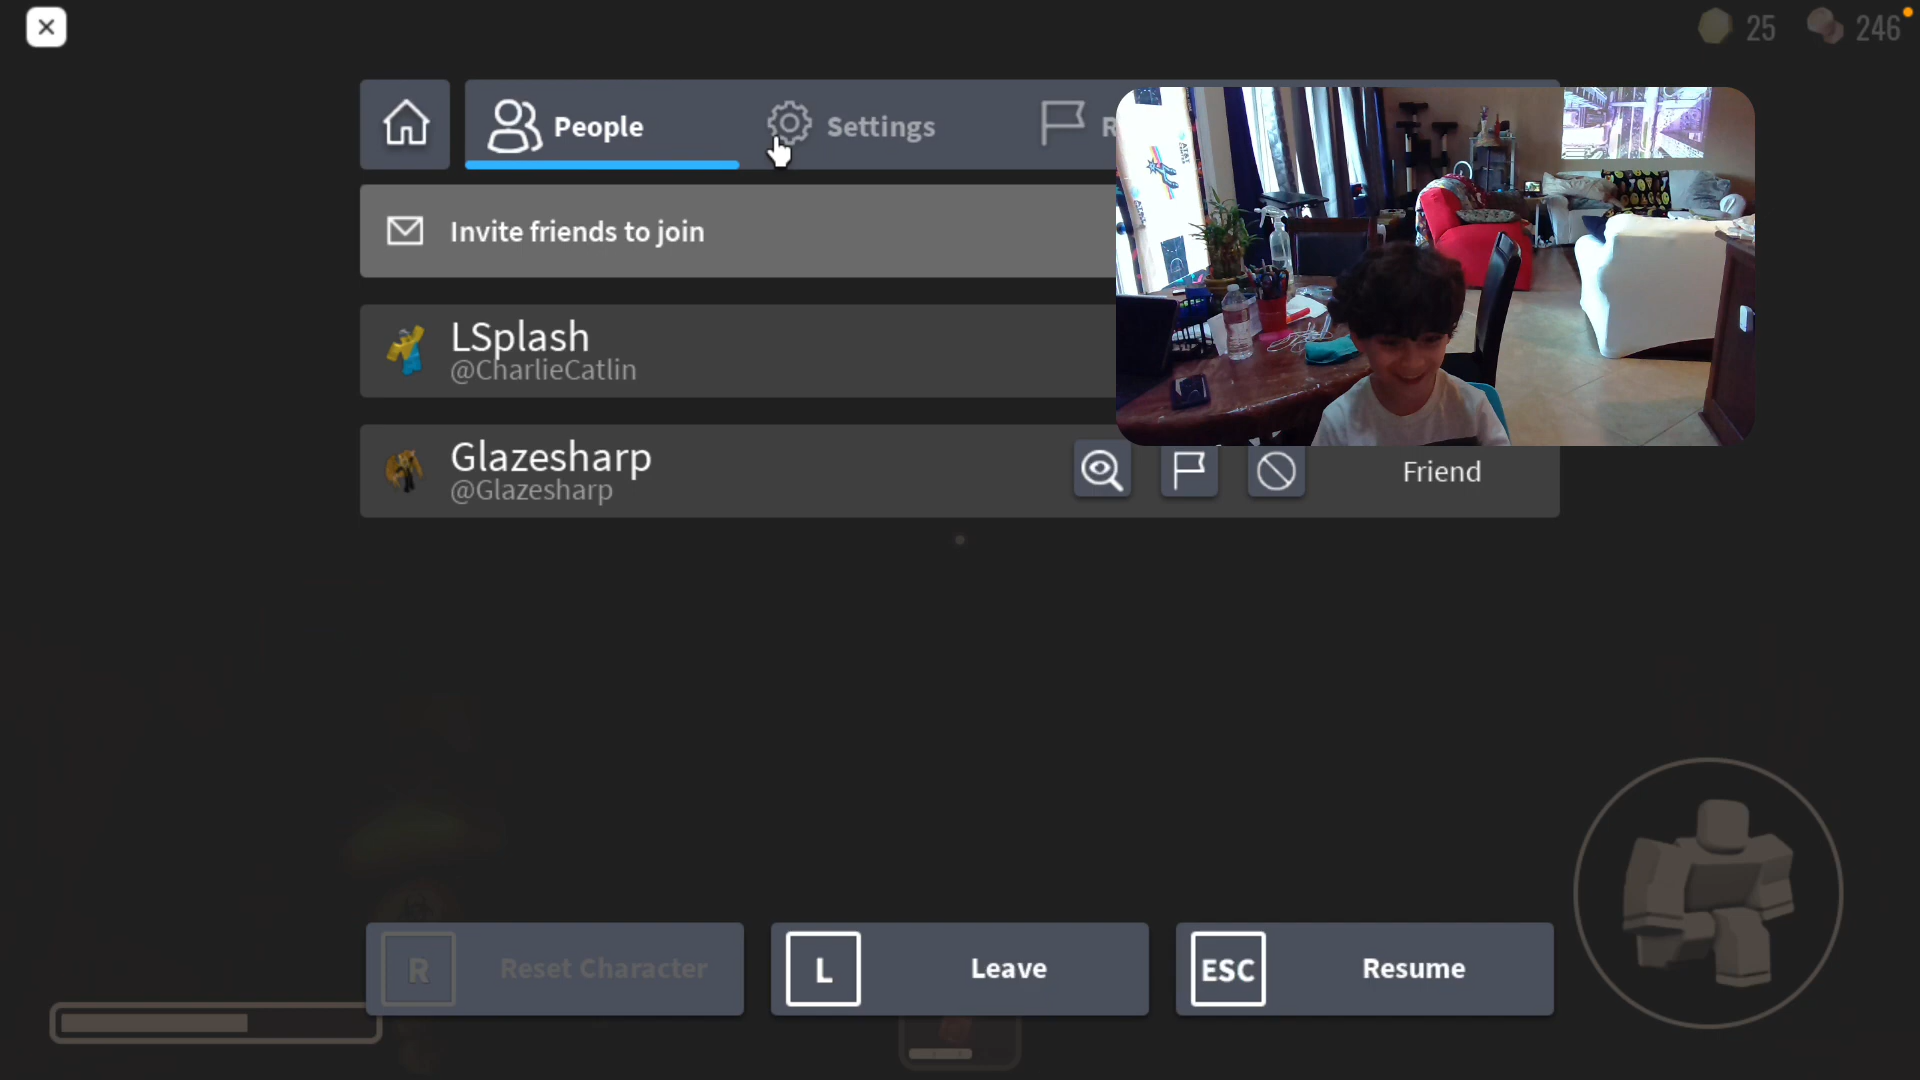 25
246
People
Settings
R
Invite friends to join
LSplash
@CharlieCatlin
Glazesharp
@Glazesharp
Friend
R
Reset Character
L
Leave
ESC
Resume